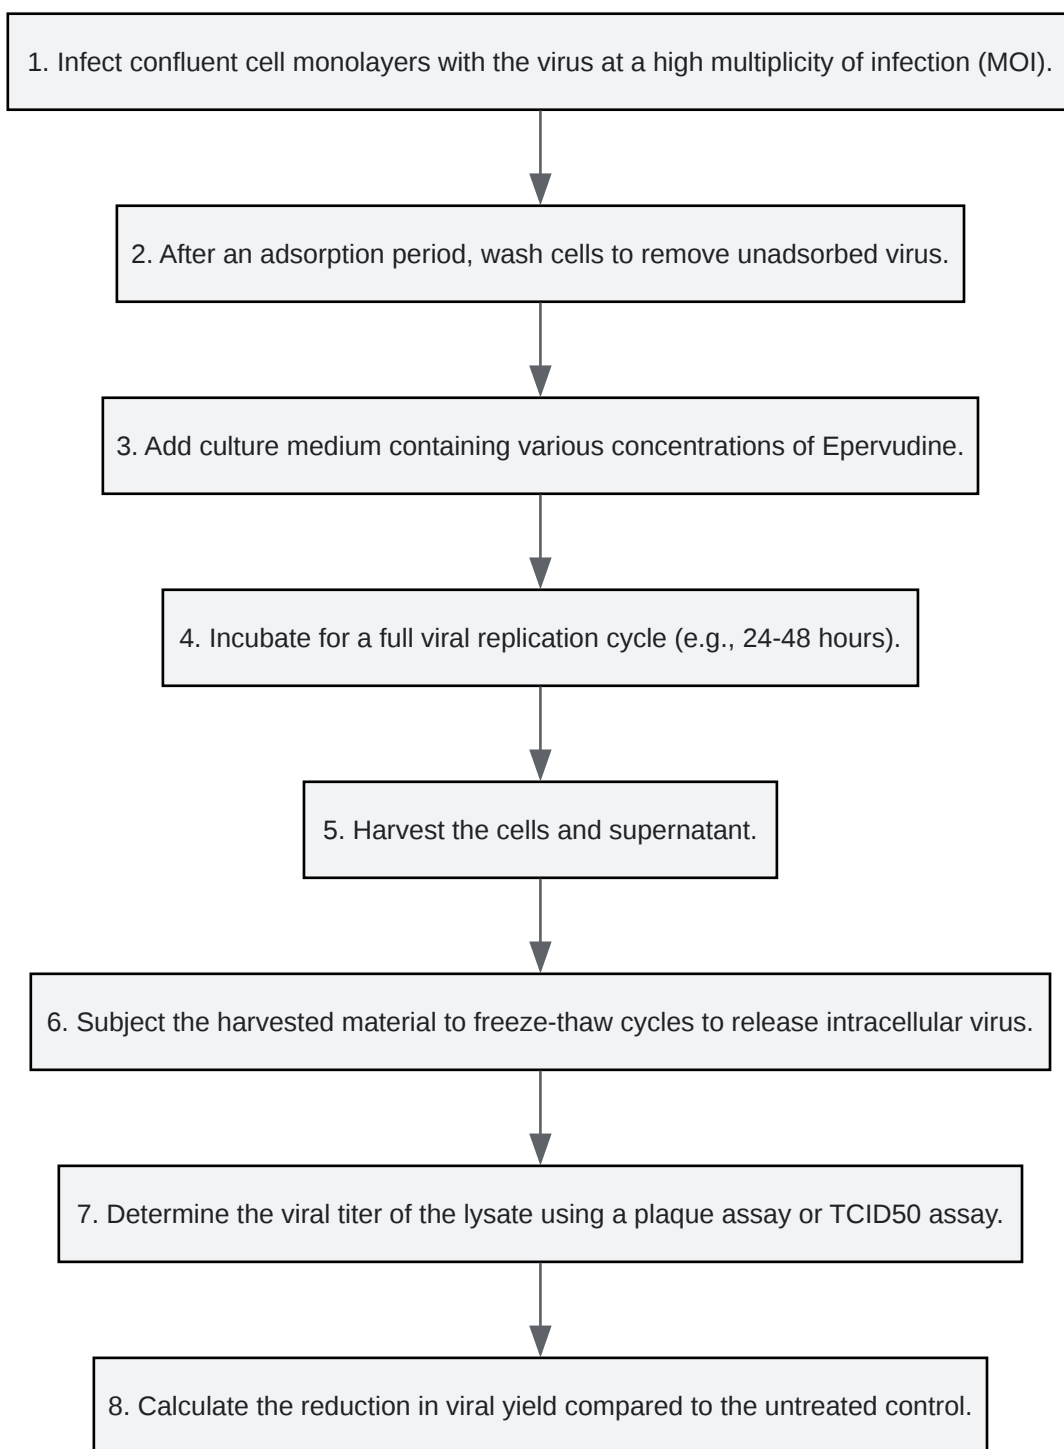 1. Infect confluent cell monolayers with the virus at a high multiplicity of infection (MOI).
2. After an adsorption period, wash cells to remove unadsorbed virus.
3. Add culture medium containing various concentrations of Epervudine.
4. Incubate for a full viral replication cycle (e.g., 24-48 hours).
5. Harvest the cells and supernatant.
6. Subject the harvested material to freeze-thaw cycles to release intracellular virus.
7. Determine the viral titer of the lysate using a plaque assay or TCID50 assay.
8. Calculate the reduction in viral yield compared to the untreated control.